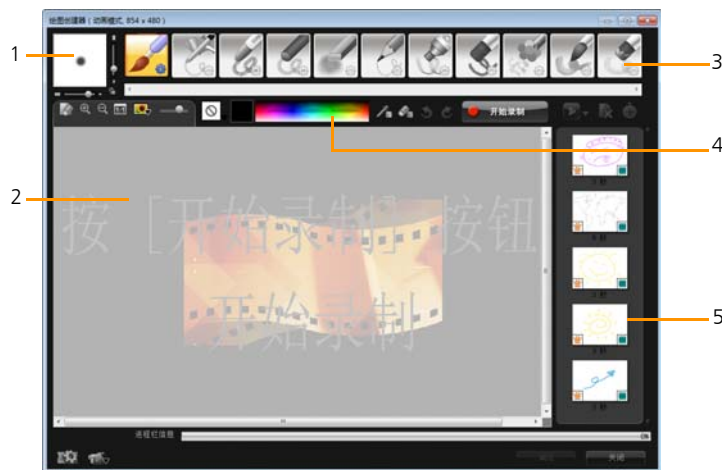 绘图创建器 ( 动画模式, 854 x 480 )
1
3
开始录制
4
2
按 [开始录制] 按钮
开始录制
5
进程栏信息
0%
关闭